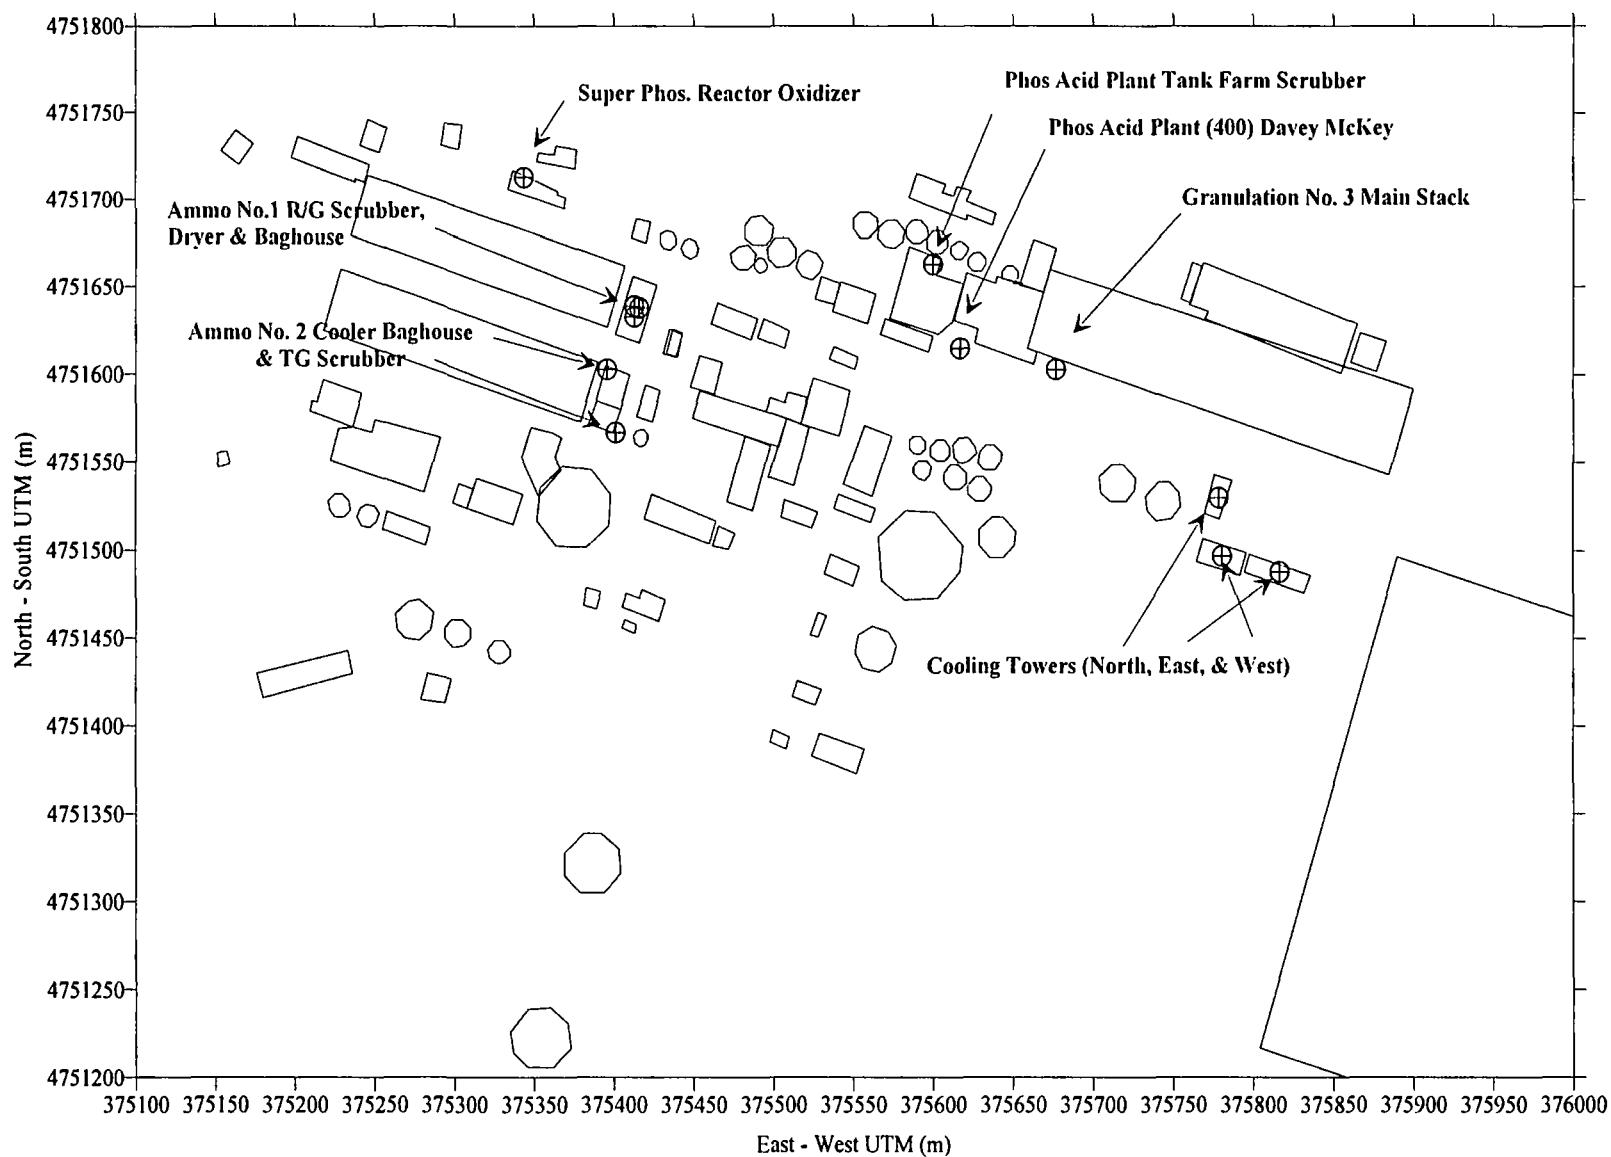 4751800
Phos Acid Plant Tank Farm Scrubber
Super Phos. Reactor Oxidizer
4751750
Phos Acid Plant (400) Davey McKey
4751700
Granulation No. 3 Main Stack
Ammo No.1 R/G Scrubber,
Dryer & Baghouse
4751650
Ammo No. 2 Cooler Baghouse
& TG Scrubber
4751600
4751550
North - South UTM (m)
4751500
4751450
Cooling Towers (North, East, & West)
4751400
4751350
4751300
4751250
4751200
375100 375150 375200 375250 375300 375350 375400 375450 375500 375550 375600 375650 375700 375750 375800 375850 375900 375950 376000
East - West UTM (m)